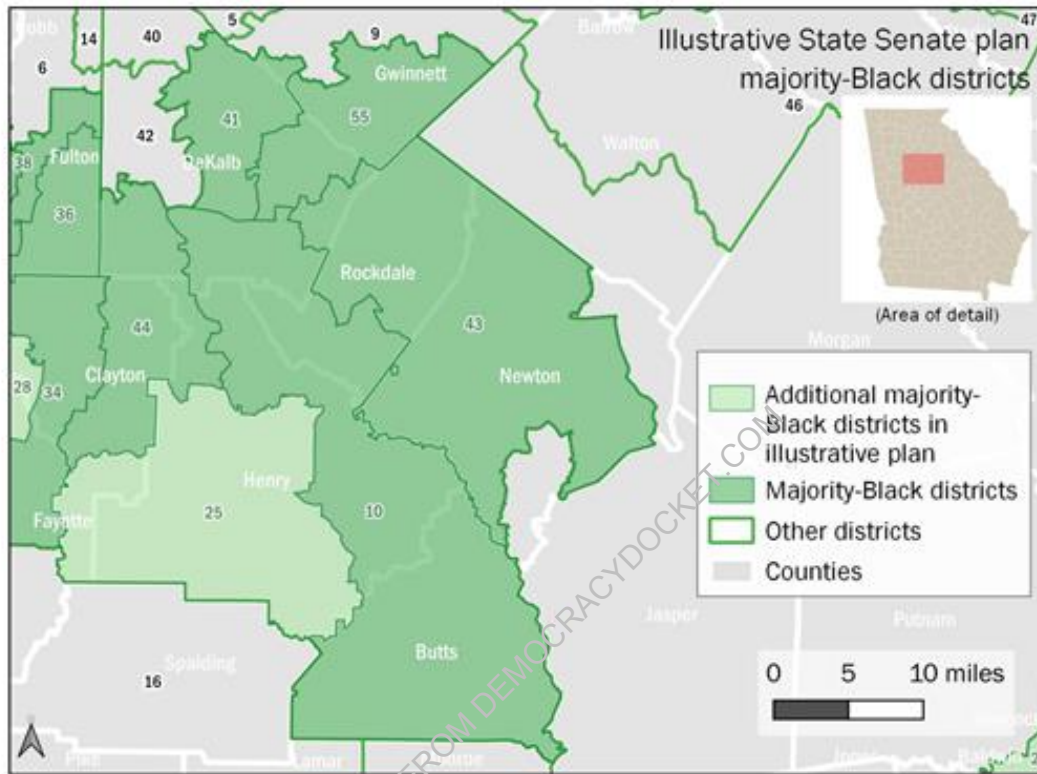 Illustrative State Senate plan
majority-Black districts
5
47
14
40
9
6
Barrow
Gwinnett
46
41
55
42
Walton
DeKalb
38
Fulton
36
(Area of detail)
Rockdale
Morgan
44
43
Clayton
Newton
28
34
Additional majority-
Black districts in
illustrative plan
Majority-Black districts
Other districts
Counties
Henry
25
10
Fayette
Jasper
Putnam
Butts
Spalding
16
0 5 10 miles
Pike
Lamar
FROM DEMOCRACYDOCKET.COM